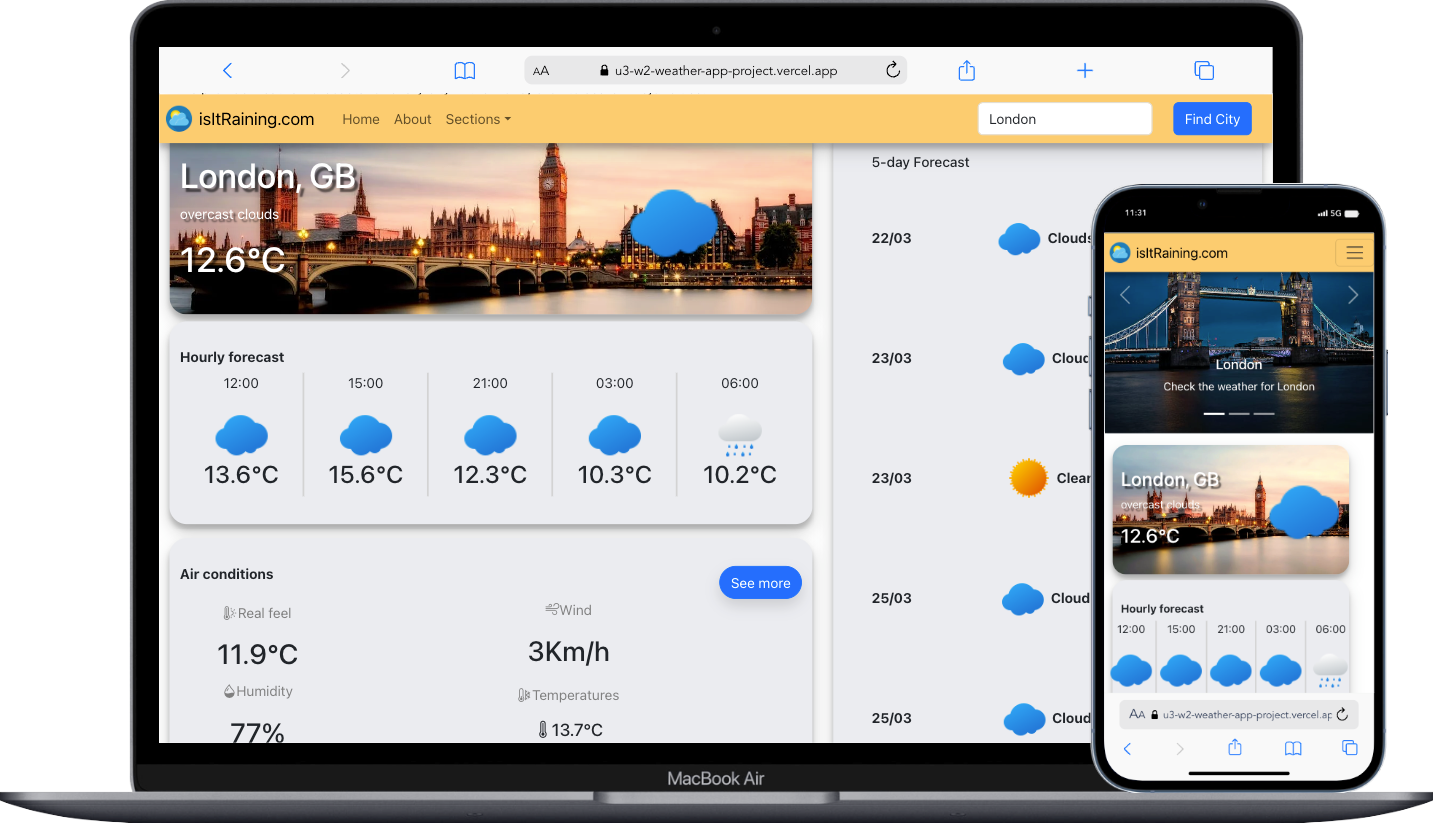 AA u3-w2-weather-app-project.vercel.app
isItRaining.com Home About Sections London Find City
London, GB
overcast clouds
12.6°C
Hourly forecast
12:00 15:00 21:00 03:00 06:00
13.6°C 15.6°C 12.3°C 10.3°C 10.2°C
Air conditions
See more
Real feel
Wind
11.9°C
3Km/h
Humidity
Temperatures
77%
13.7°C
5-day Forecast
22/03 Clouds
23/03 Clouc
23/03 Clear
25/03 Cloud
25/03 Cloud
MacBook Air
11:31 5G
isItRaining.com
London
Check the weather for London
London, GB
overcast clouds
12.6°C
Hourly forecast
12:00 15:00 21:00 03:00 06:00
AA u3-w2-weather-app-project.vercel.ap